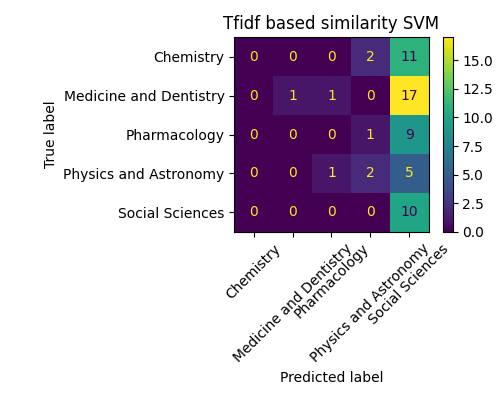 Tfidf based similarity SVM
True label
Chemistry 0 0 0 2 11
Medicine and Dentistry 0 1 1 0 17
Pharmacology 0 0 0 1 9
Physics and Astronomy 0 0 1 2 5
Social Sciences 0 0 0 0 10
Chemistry
Medicine and Dentistry
Pharmacology
Physics and Astronomy
Social Sciences
Predicted label
15.0
12.5
10.0
7.5
5.0
2.5
0.0